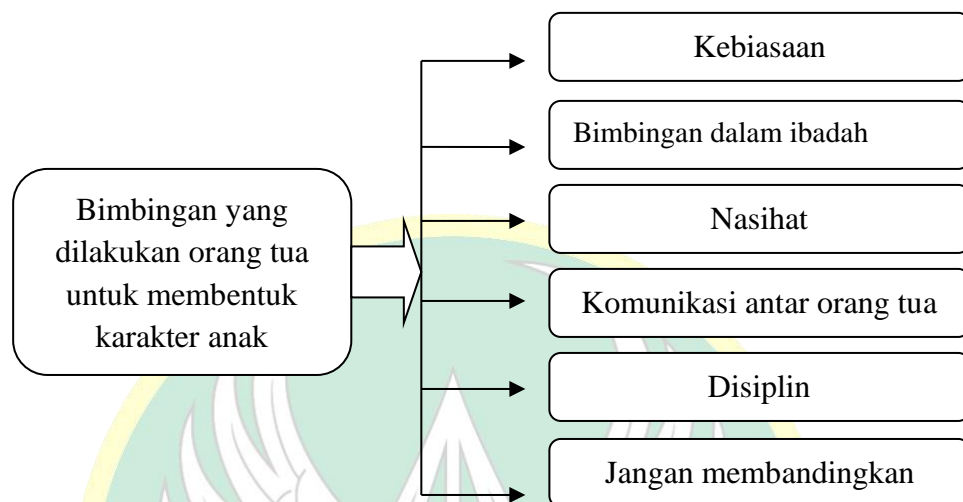 Bimbingan yang
dilakukan orang tua
untuk membentuk
karakter anak
Kebiasaan
Bimbingan dalam ibadah
Nasihat
Komunikasi antar orang tua
Disiplin
Jangan membandingkan